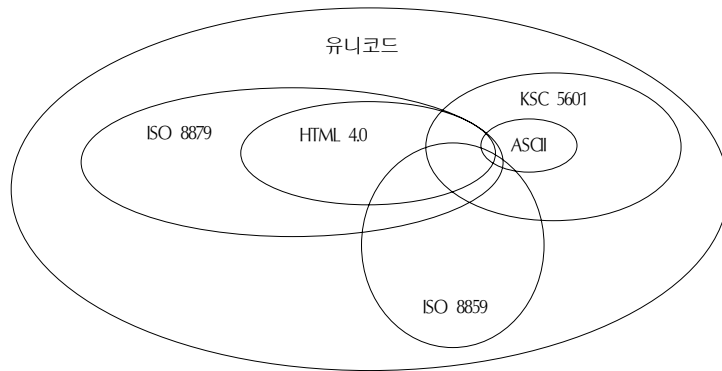 유니코드
KSC 5601
ISO 8879
HTML 4.0
ASCII
ISO 8859